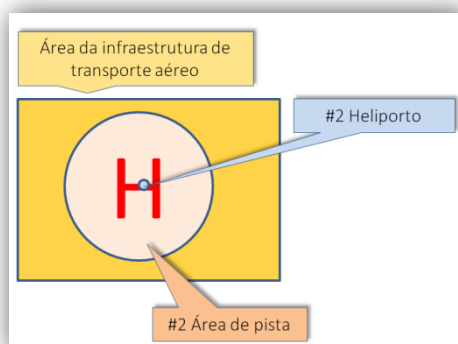 Área da infraestrutura de
transporte aéreo
#2 Heliporto
H
#2 Área de pista